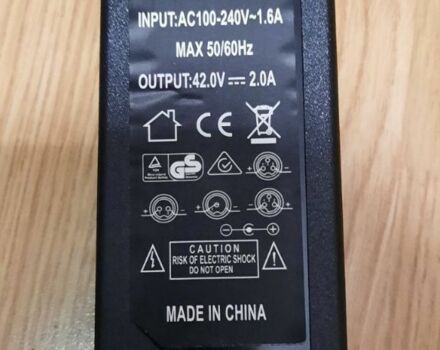 INPUT:AC100-240V~1.6A
MAX 50/60Hz
OUTPUT:42.0V⎓2.0A
CE
GS
CAUTION
RISK OF ELECTRIC SHOCK
DO NOT OPEN
MADE IN CHINA